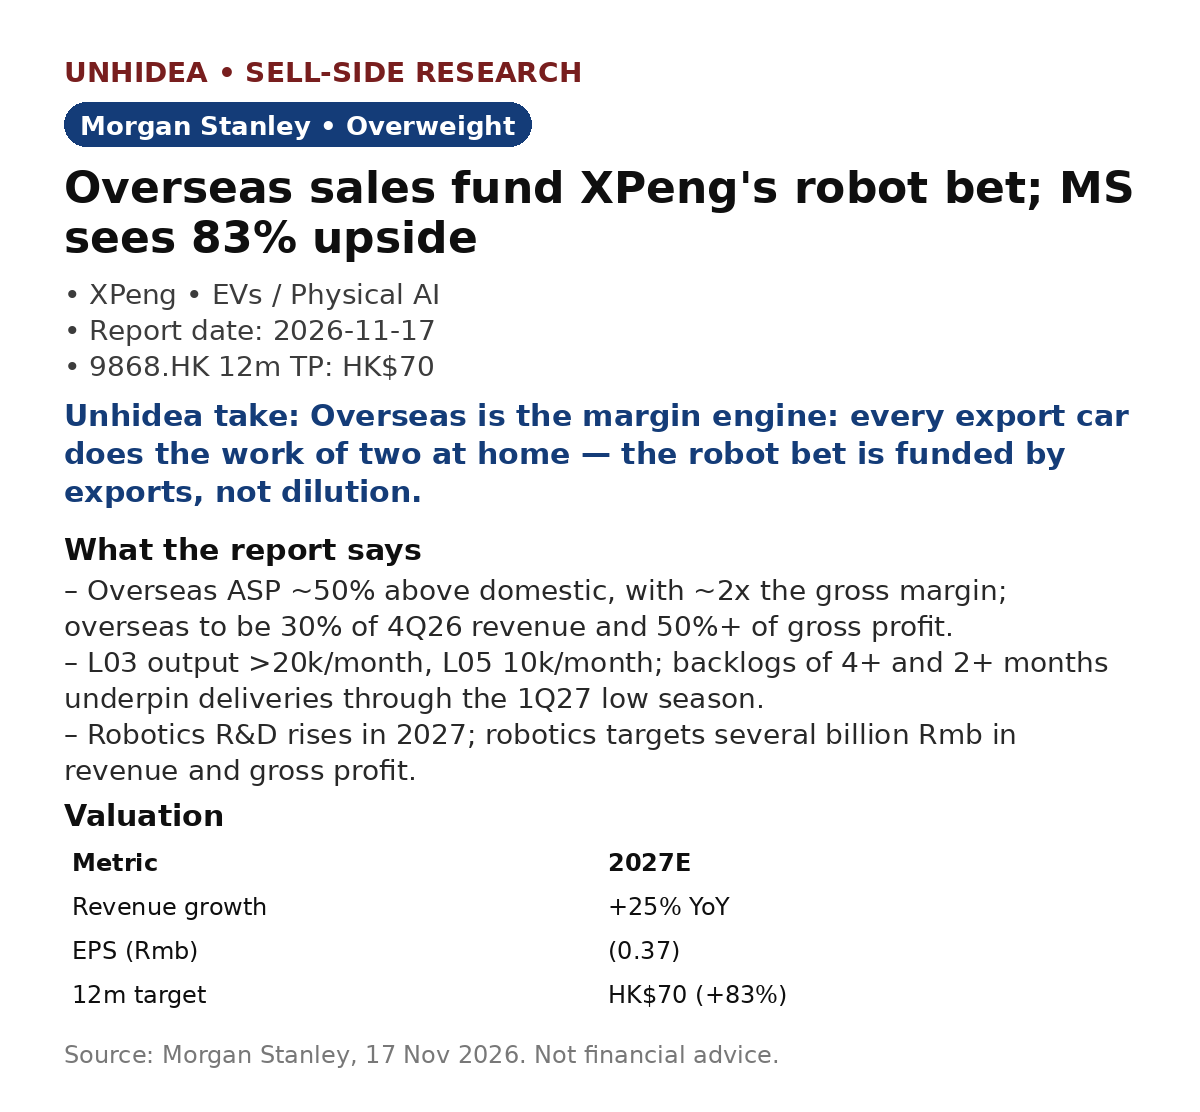 UNHIDEA • SELL-SIDE RESEARCH
Morgan Stanley • Overweight
Overseas sales fund XPeng's robot bet; MS
sees 83% upside
• XPeng • EVs / Physical AI
• Report date: 2026-11-17
• 9868.HK 12m TP: HK$70
Unhidea take: Overseas is the margin engine: every export car
does the work of two at home — the robot bet is funded by
exports, not dilution.
What the report says
– Overseas ASP ~50% above domestic, with ~2x the gross margin;
overseas to be 30% of 4Q26 revenue and 50%+ of gross profit.
– L03 output >20k/month, L05 10k/month; backlogs of 4+ and 2+ months
underpin deliveries through the 1Q27 low season.
– Robotics R&D rises in 2027; robotics targets several billion Rmb in
revenue and gross profit.
Valuation
Metric 2027E
Revenue growth +25% YoY
EPS (Rmb) (0.37)
12m target HK$70 (+83%)
Source: Morgan Stanley, 17 Nov 2026. Not financial advice.